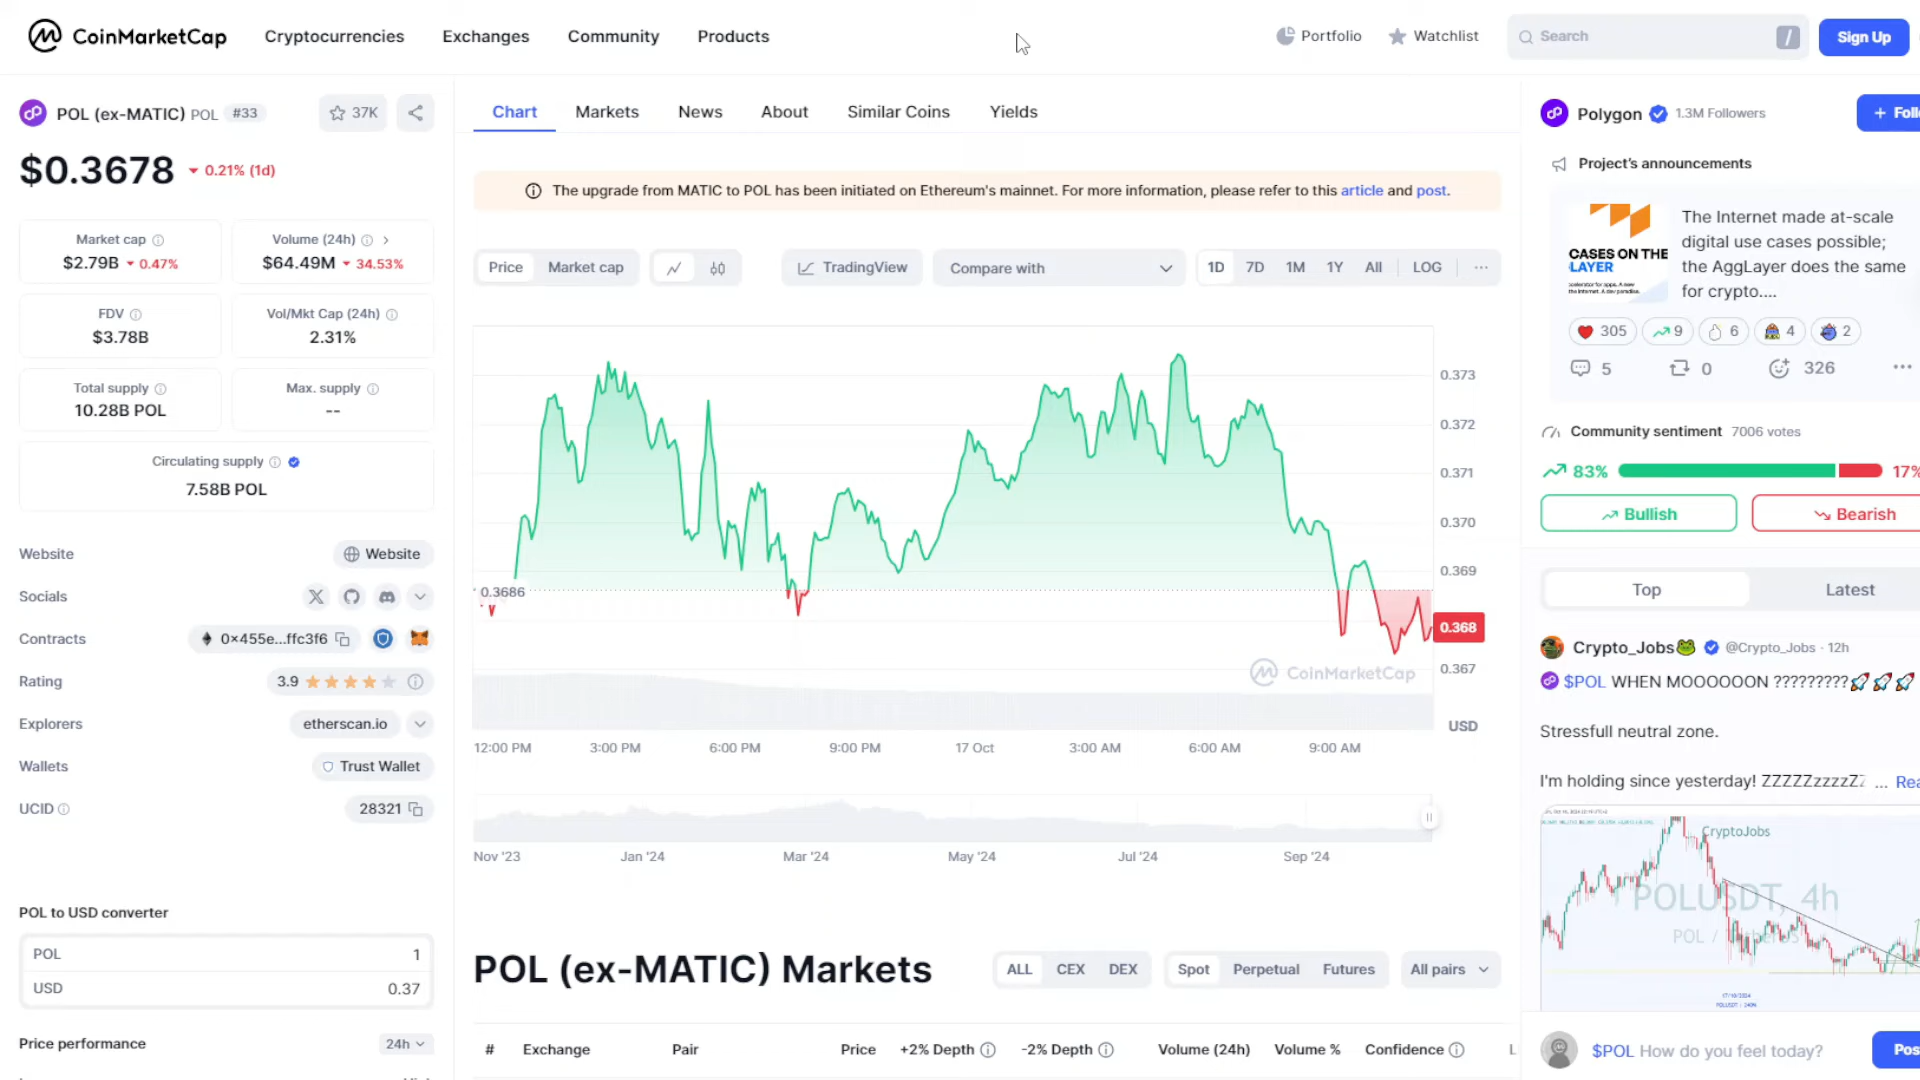 CoinMarketCap
Cryptocurrencies
Exchanges
Community
Products
Portfolio
Watchlist
Search
/
Sign Up
POL (ex-MATIC) POL #33
37K
$0.3678 0.21% (1d)
Market cap
$2.79B 0.47%
Volume (24h)
$64.49M 34.53%
FDV
$3.78B
Vol/Mkt Cap (24h)
2.31%
Total supply
10.28B POL
Max. supply
--
Circulating supply
7.58B POL
Website
Website
Socials
Contracts
0×455e...ffc3f6
Rating
3.9
Explorers
etherscan.io
Wallets
Trust Wallet
UCID
28321
POL to USD converter
POL
1
USD
0.37
Price performance
24h
Chart
Markets
News
About
Similar Coins
Yields
The upgrade from MATIC to POL has been initiated on Ethereum's mainnet. For more information, please refer to this article and post.
Price
Market cap
TradingView
Compare with
1D
7D
1M
1Y
All
LOG
...
0.373
0.372
0.371
0.370
0.369
0.3686
0.368
0.367
CoinMarketCap
USD
12:00 PM
3:00 PM
6:00 PM
9:00 PM
17 Oct
3:00 AM
6:00 AM
9:00 AM
Nov '23
Jan '24
Mar '24
May '24
Jul '24
Sep '24
POL (ex-MATIC) Markets
ALL
CEX
DEX
Spot
Perpetual
Futures
All pairs
#
Exchange
Pair
Price
+2% Depth
-2% Depth
Volume (24h)
Volume %
Confidence
Polygon
1.3M Followers
+ Foll
Project's announcements
CASES ON THE
LAYER
The Internet made at-scale
digital use cases possible;
the AggLayer does the same
for crypto....
305
9
6
4
2
5
0
326
...
Community sentiment 7006 votes
83%
17%
Bullish
Bearish
Top
Latest
Crypto_Jobs @Crypto_Jobs · 12h
$POL WHEN MOOOOOON ?????????
Stressfull neutral zone.
I'm holding since yesterday! ZZZZZzzzzZZ ... Rea
CryptoJobs
POLUSDT, 4h
$POL How do you feel today?
Pos